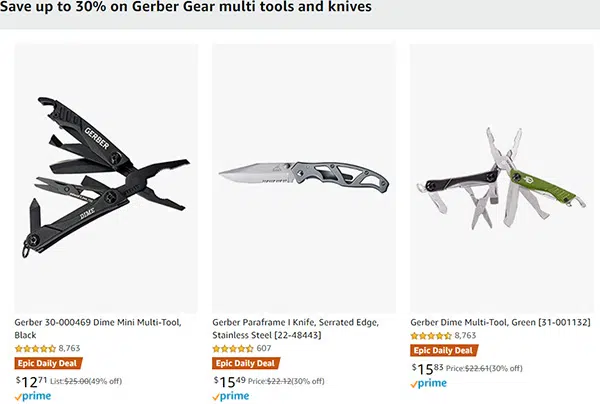 Save up to 30% on Gerber Gear multi tools and knives
GERBER
DIME
Gerber 30-000469 Dime Mini Multi-Tool,
Black
8,763
Epic Daily Deal
$12.71 List:$25.00(49% off)
prime
Gerber Paraframe I Knife, Serrated Edge,
Stainless Steel [22-48443]
607
Epic Daily Deal
$15.49 Price:$22.12(30% off)
prime
Gerber Dime Multi-Tool, Green [31-001132]
8,763
Epic Daily Deal
$15.83 Price:$22.61(30% off)
prime